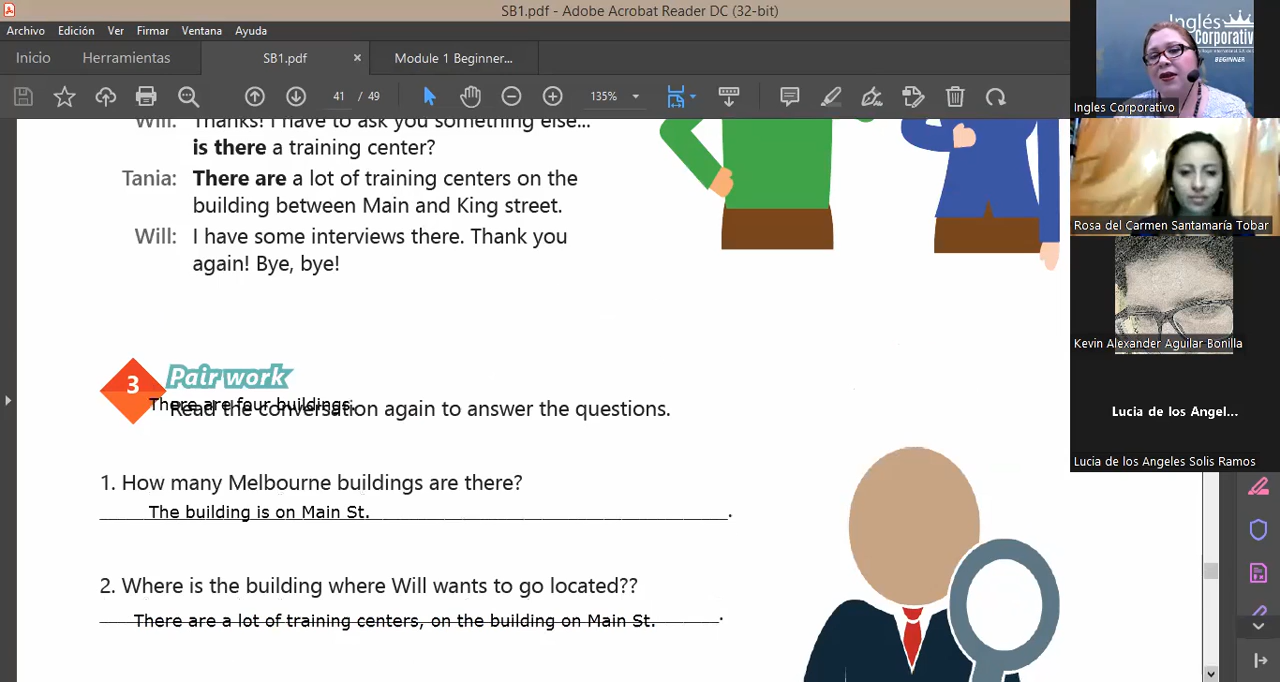 SB1.pdf - Adobe Acrobat Reader DC (32-bit)
Archivo Edición Ver Firmar Ventana Ayuda
Inicio Herramientas SB1.pdf × Module 1 Beginner...
41 / 49 135%
Will: Thanks! I have to ask you something else...
is there a training center?
Tania: There are a lot of training centers on the
building between Main and King street.
Will: I have some interviews there. Thank you
again! Bye, bye!
3 Pair work
There are four buildings.
Read the conversation again to answer the questions.
1. How many Melbourne buildings are there?
The building is on Main St.
2. Where is the building where Will wants to go located??
There are a lot of training centers, on the building on Main St.
Inglés
Corporativo
BEGINNER
Ingles Corporativo
Rosa del Carmen Santamaría Tobar
Kevin Alexander Aguilar Bonilla
Lucia de los Angel...
Lucia de los Angeles Solis Ramos